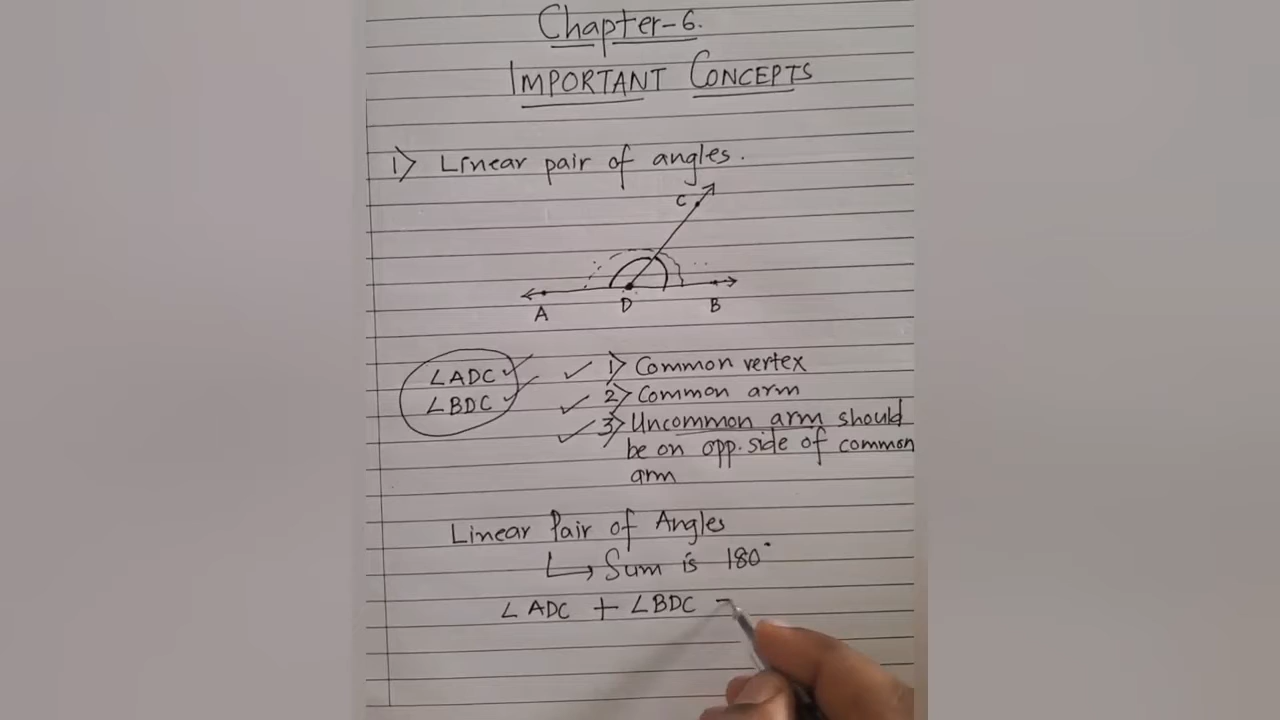 Chapter-6.
IMPORTANT CONCEPTS
1) Linear pair of angles.
C
A D B
∠ADC ✓ ✓ 1) Common vertex
∠BDC ✓ ✓ 2) Common arm
✓ 3) Uncommon arm should
be on opp. side of common
arm
Linear Pair of Angles
↳ Sum is 180°
∠ADC + ∠BDC -